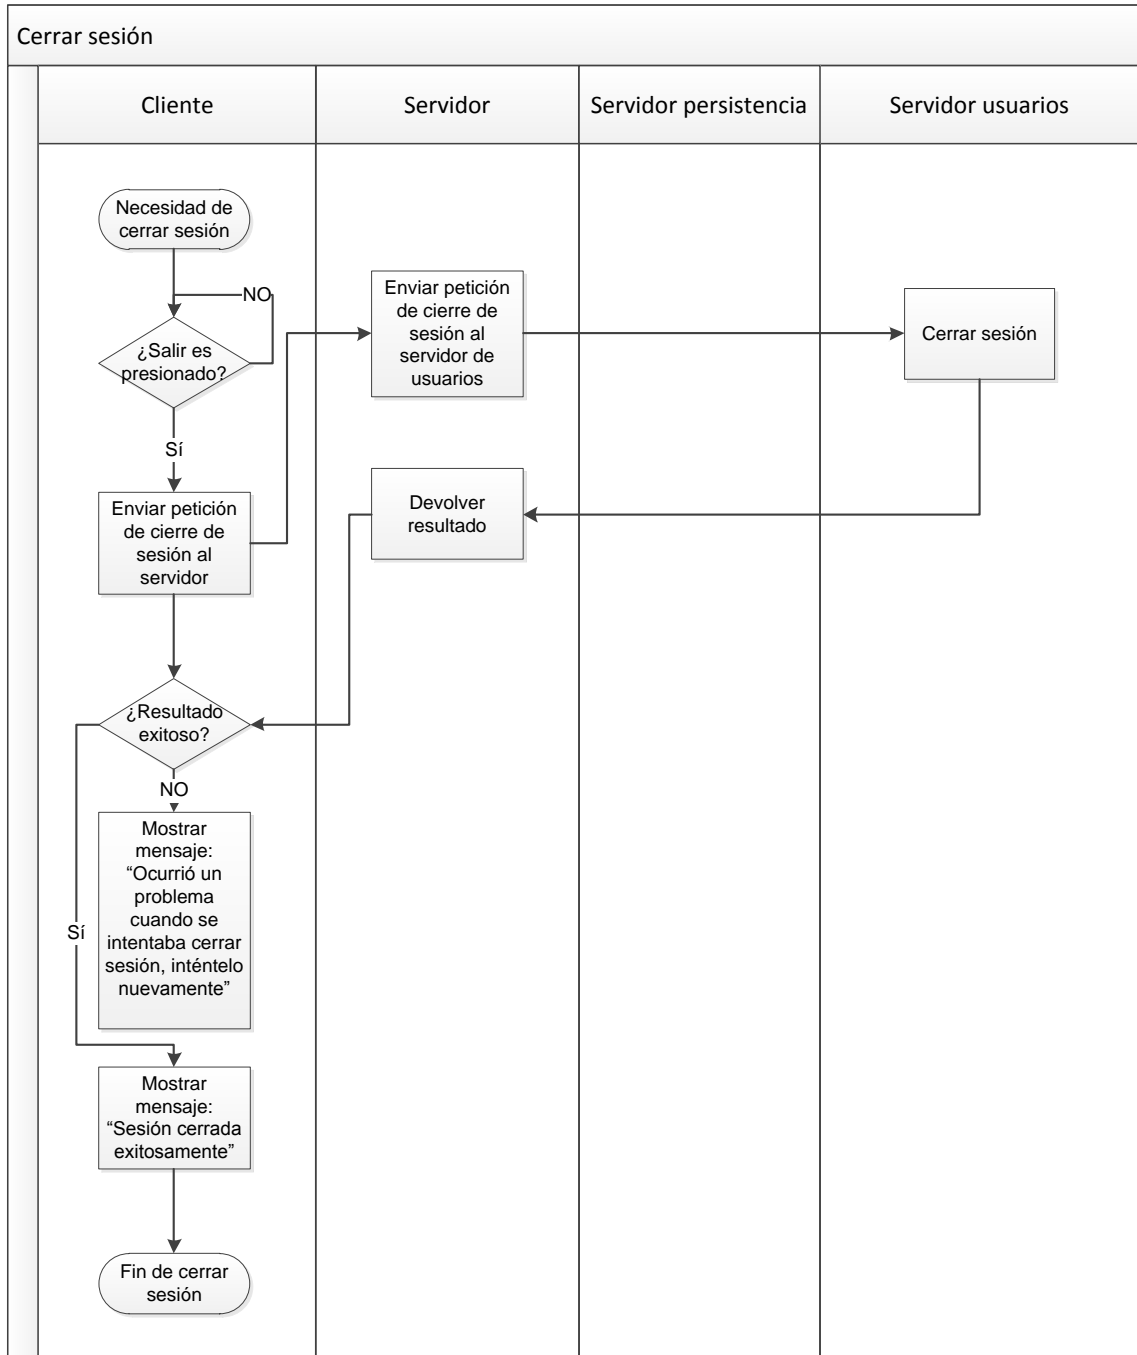 Cerrar sesión
Cliente
Servidor
Servidor persistencia
Servidor usuarios
Necesidad de
cerrar sesión
NO
¿Salir es
presionado?
Sí
Enviar petición
de cierre de
sesión al
servidor
Enviar petición
de cierre de
sesión al
servidor de
usuarios
Cerrar sesión
Devolver
resultado
¿Resultado
exitoso?
NO
Mostrar
mensaje:
“Ocurrió un
problema
cuando se
intentaba cerrar
sesión, inténtelo
nuevamente”
Sí
Mostrar
mensaje:
“Sesión cerrada
exitosamente”
Fin de cerrar
sesión